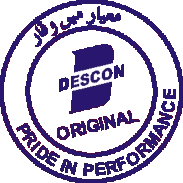 معیار میں وقار
DESCON
ORIGINAL
PRIDE IN PERFORMANCE